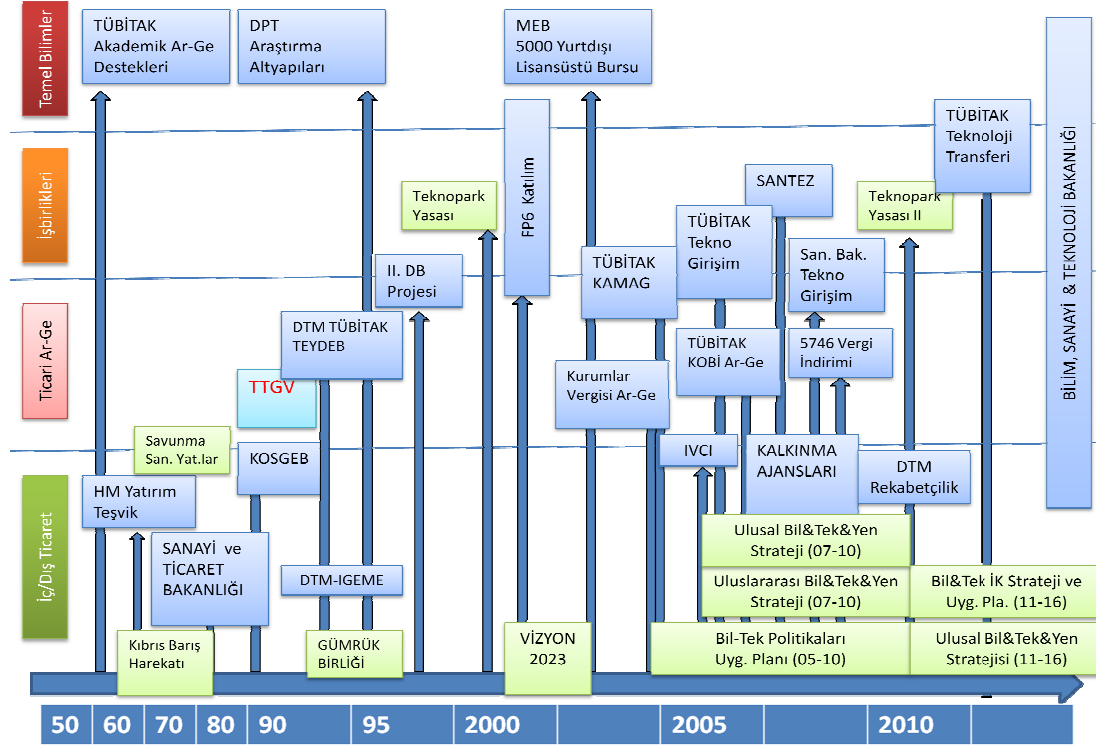 Temel Bilimler
TÜBİTAK
Akademik Ar-Ge
Destekleri
DPT
Araştırma
Altyapıları
MEB
5000 Yurtdışı
Lisansüstü Bursu
TÜBİTAK
Teknoloji
Transferi
BİLİM, SANAYİ & TEKNOLOJİ BAKANLIĞI
İşbirlikleri
Teknopark
Yasası
FP6 Katılim
SANTEZ
Teknopark
Yasası II
TÜBİTAK
Tekno
Girişim
II. DB
Projesi
TÜBİTAK
KAMAG
San. Bak.
Tekno
Girişim
Ticari Ar-Ge
DTM TÜBİTAK
TEYDEB
TTGV
Kurumlar
Vergisi Ar-Ge
TÜBİTAK
KOBİ Ar-Ge
5746 Vergi
İndirimi
İç/Dış Ticaret
Savunma
San. Yat.lar
KOSGEB
IVCI
KALKINMA
AJANSLARI
DTM
Rekabetçilik
HM Yatırım
Teşvik
SANAYİ ve
TİCARET
BAKANLIĞI
DTM-IGEME
Ulusal Bil&Tek&Yen
Strateji (07-10)
Uluslararası Bil&Tek&Yen
Strateji (07-10)
Bil&Tek İK Strateji ve
Uyg. Pla. (11-16)
Kıbrıs Barış
Harekatı
GÜMRÜK
BİRLİĞİ
VİZYON
2023
Bil-Tek Politikaları
Uyg. Planı (05-10)
Ulusal Bil&Tek&Yen
Stratejisi (11-16)
50 60 70 80 90 95 2000 2005 2010